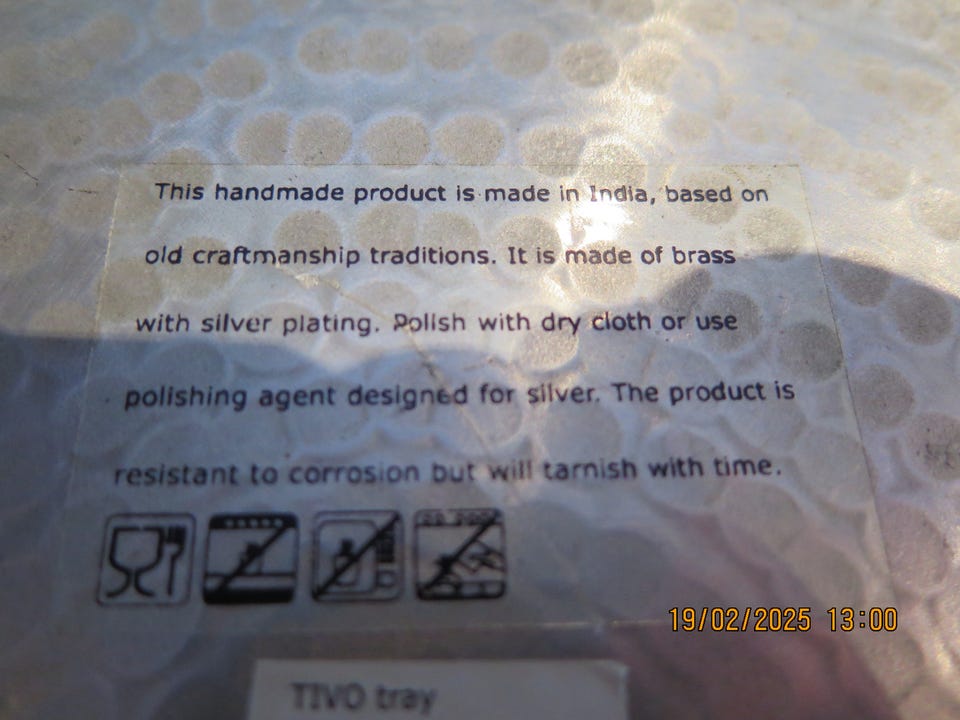 This handmade product is made in India, based on
old craftmanship traditions. It is made of brass
with silver plating. Polish with dry cloth or use
polishing agent designed for silver. The product is
resistant to corrosion but will tarnish with time.
19/02/2025 13:00
TIVO tray